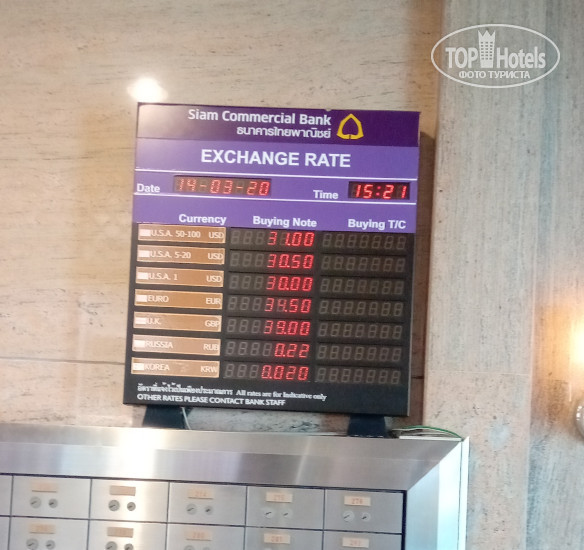 TOP Hotels
ФОТО ТУРИСТА
Siam Commercial Bank
ธนาคารไทยพาณิชย์
EXCHANGE RATE
Date 14-03-20 Time 15:21
Currency Buying Note Buying T/C
U.S.A. 50-100 USD 31.00
U.S.A. 5-20 USD 30.50
U.S.A. 1 USD 30.00
EURO EUR 34.50
U.K. GBP 39.00
RUSSIA RUB 0.22
KOREA KRW 0.020
All rates are for Indicative only
OTHER RATES PLEASE CONTACT BANK STAFF